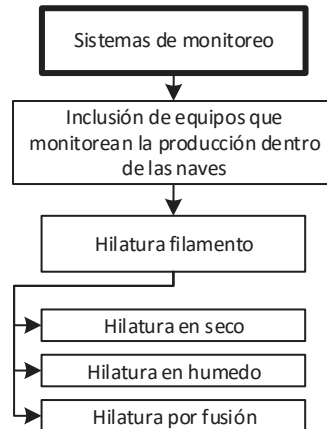 Sistemas de monitoreo
Inclusión de equipos que
monitorean la producción dentro
de las naves
Hilatura filamento
Hilatura en seco
Hilatura en humedo
Hilatura por fusión